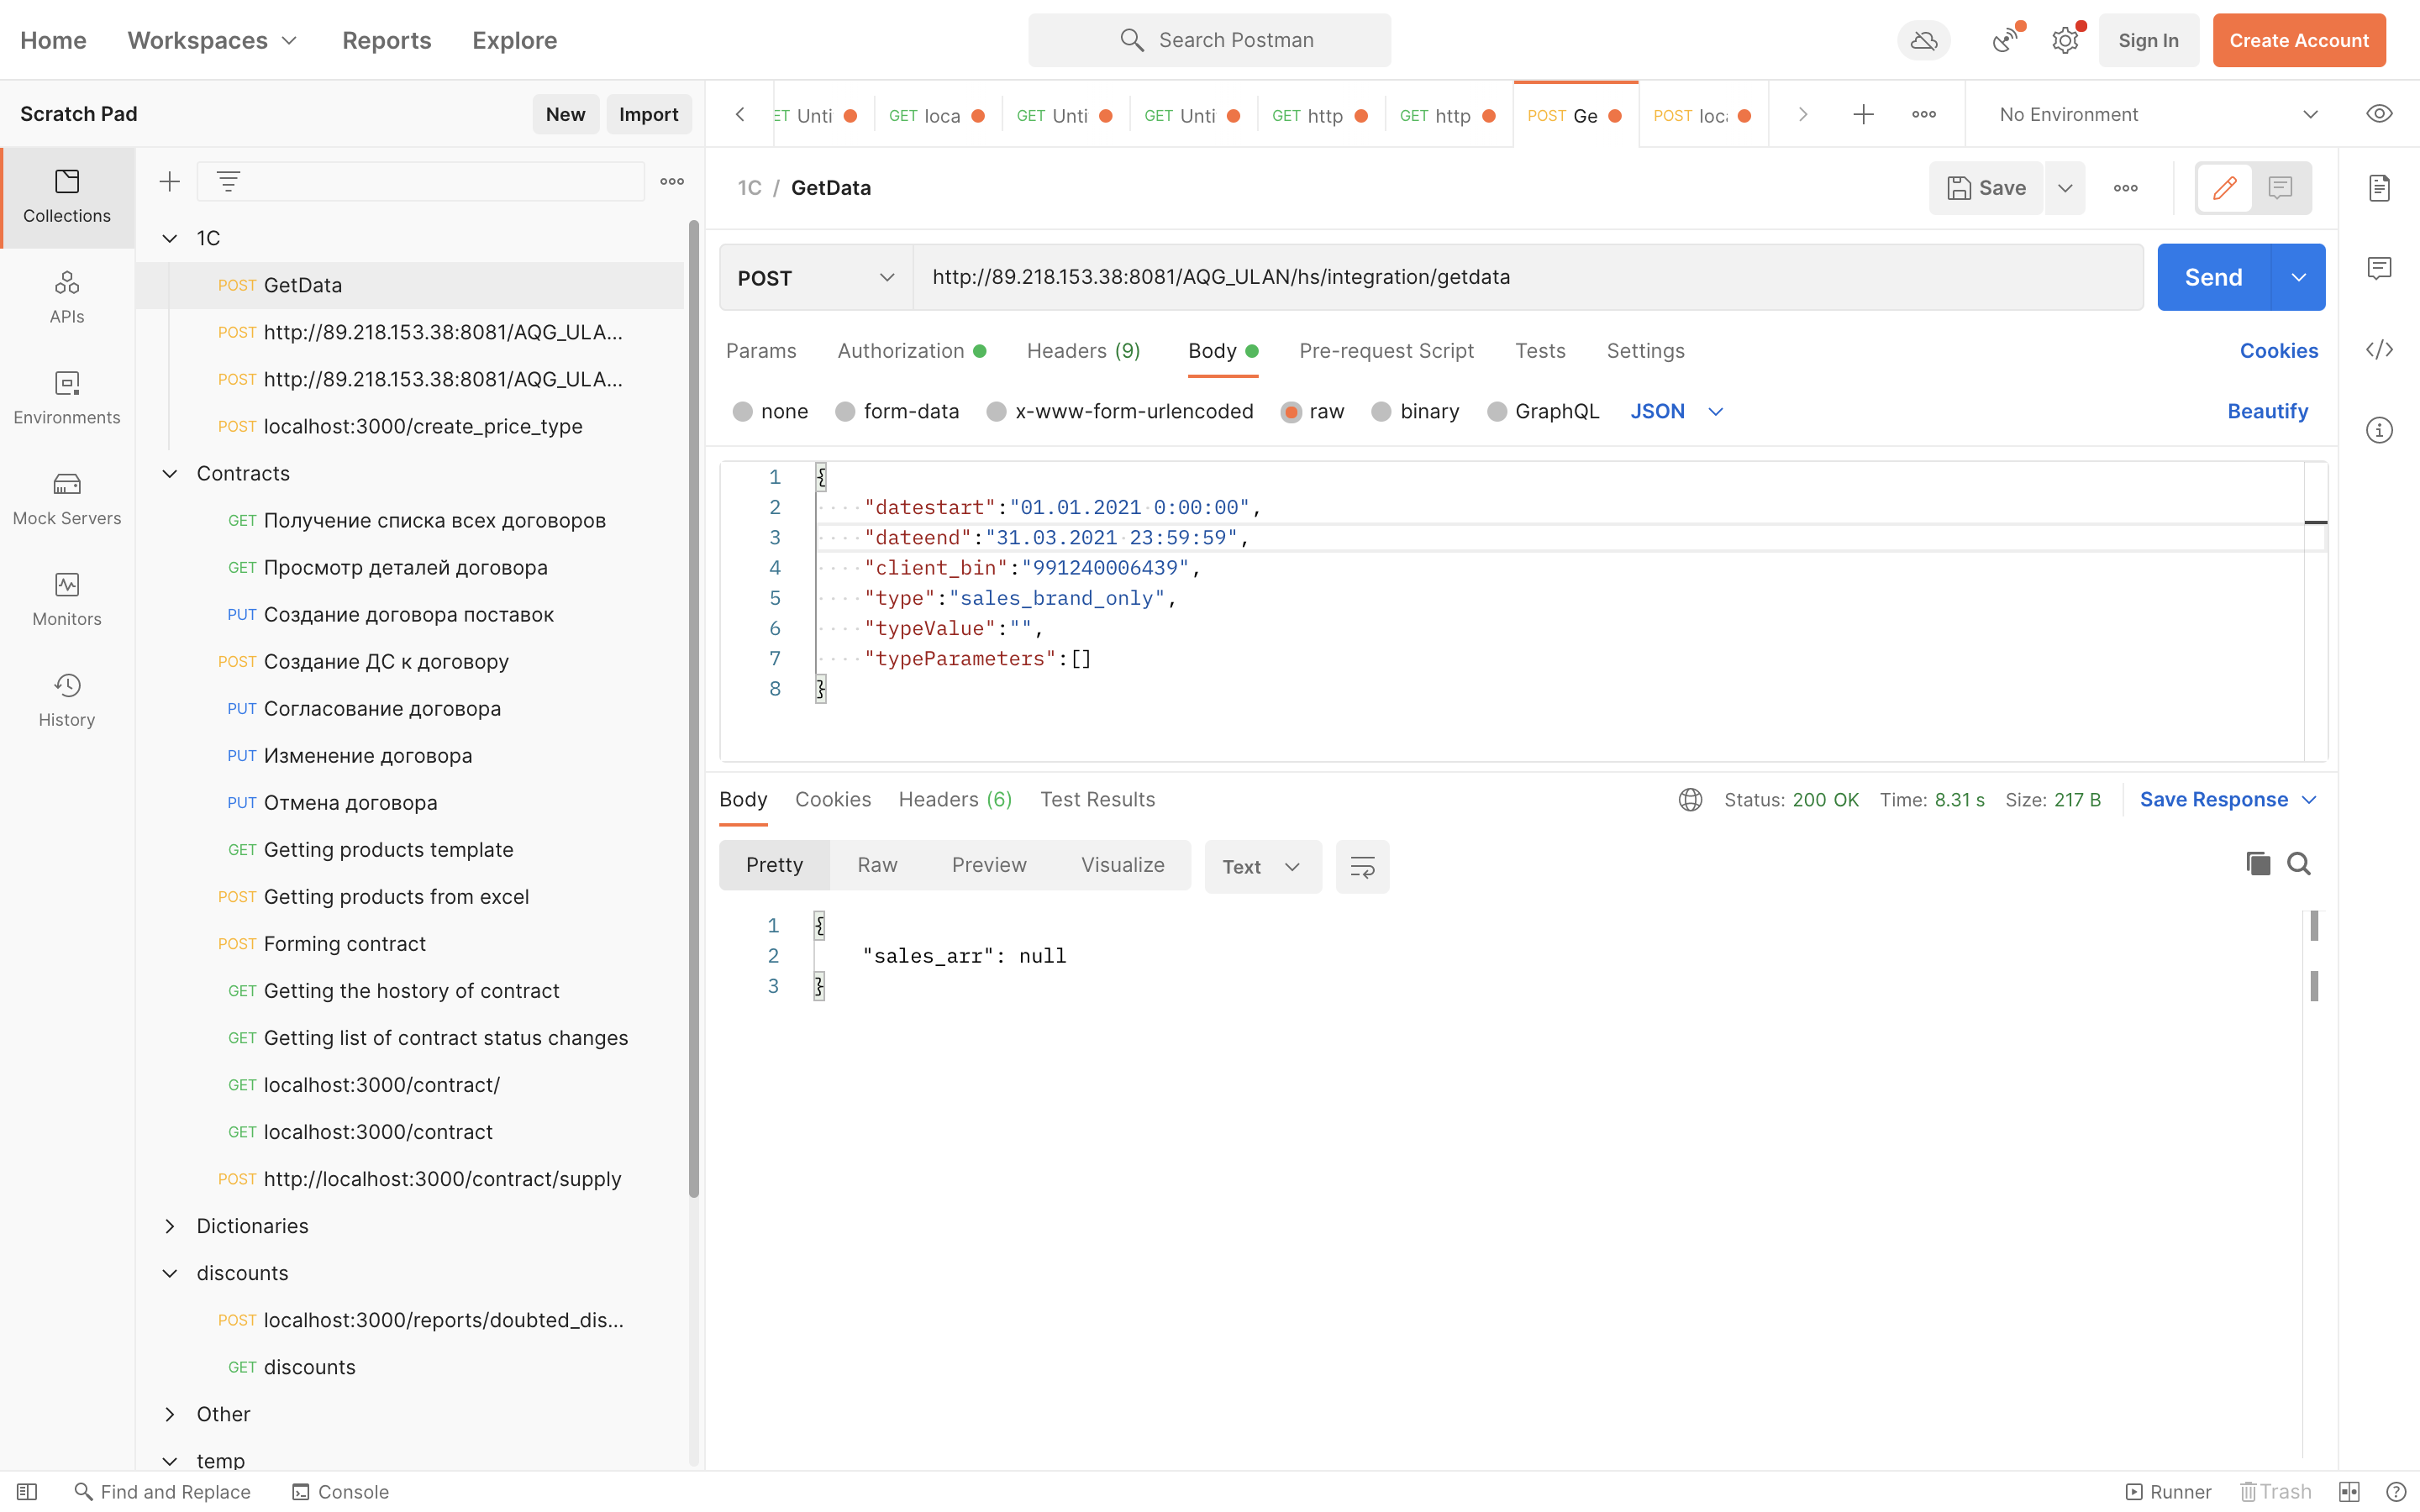 Home Workspaces Reports Explore Search Postman Sign In Create Account
Scratch Pad New Import
ET Unti GET loca GET Unti GET Unti GET http GET http POST Ge POST loc No Environment
Collections
APIs
Environments
Mock Servers
Monitors
History
1C
POST GetData
POST http://89.218.153.38:8081/AQG_ULA...
POST http://89.218.153.38:8081/AQG_ULA...
POST localhost:3000/create_price_type
Contracts
GET Получение списка всех договоров
GET Просмотр деталей договора
PUT Создание договора поставок
POST Создание ДС к договору
PUT Согласование договора
PUT Изменение договора
PUT Отмена договора
GET Getting products template
POST Getting products from excel
POST Forming contract
GET Getting the hostory of contract
GET Getting list of contract status changes
GET localhost:3000/contract/
GET localhost:3000/contract
POST http://localhost:3000/contract/supply
Dictionaries
discounts
POST localhost:3000/reports/doubted_dis...
GET discounts
Other
temp
1C / GetData Save
POST http://89.218.153.38:8081/AQG_ULAN/hs/integration/getdata Send
Params Authorization Headers (9) Body Pre-request Script Tests Settings Cookies
none form-data x-www-form-urlencoded raw binary GraphQL JSON Beautify
1 {
2 "datestart":"01.01.2021 0:00:00",
3 "dateend":"31.03.2021 23:59:59",
4 "client_bin":"991240006439",
5 "type":"sales_brand_only",
6 "typeValue":"",
7 "typeParameters":[]
8 }
Body Cookies Headers (6) Test Results Status: 200 OK Time: 8.31 s Size: 217 B Save Response
Pretty Raw Preview Visualize Text
1 {
2 "sales_arr": null
3 }
Find and Replace Console Runner Trash